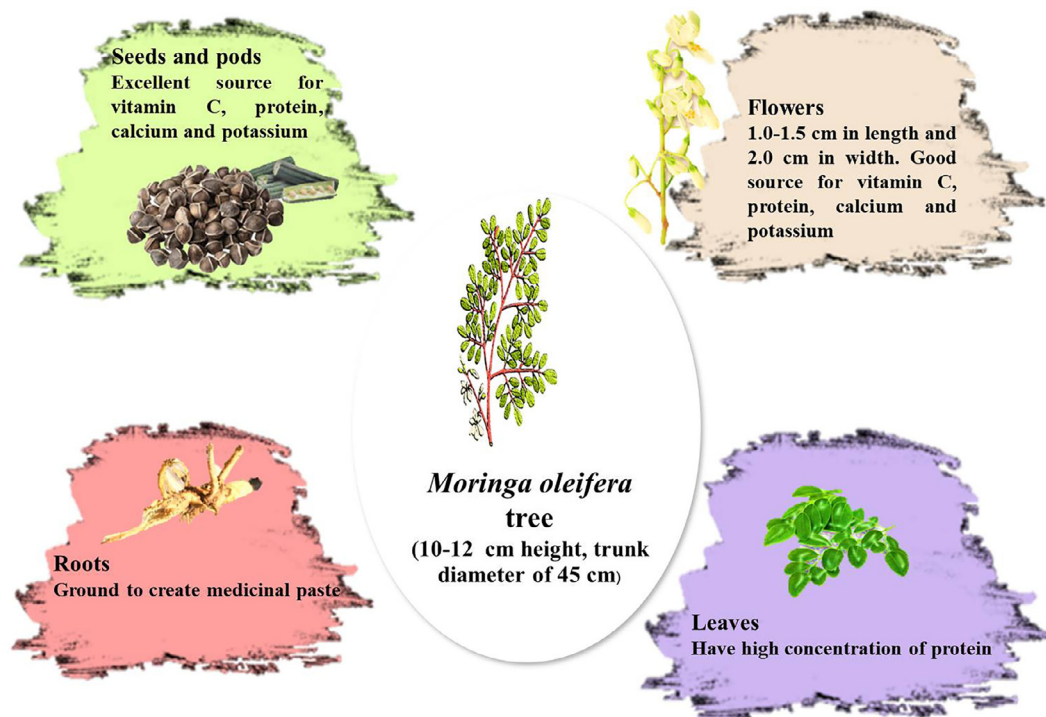 Seeds and pods
Excellent source for
vitamin C, protein,
calcium and potassium
Flowers
1.0-1.5 cm in length and
2.0 cm in width. Good
source for vitamin C,
protein, calcium and
potassium
Moringa oleifera
tree
(10-12 cm height, trunk
diameter of 45 cm)
Roots
Ground to create medicinal paste
Leaves
Have high concentration of protein